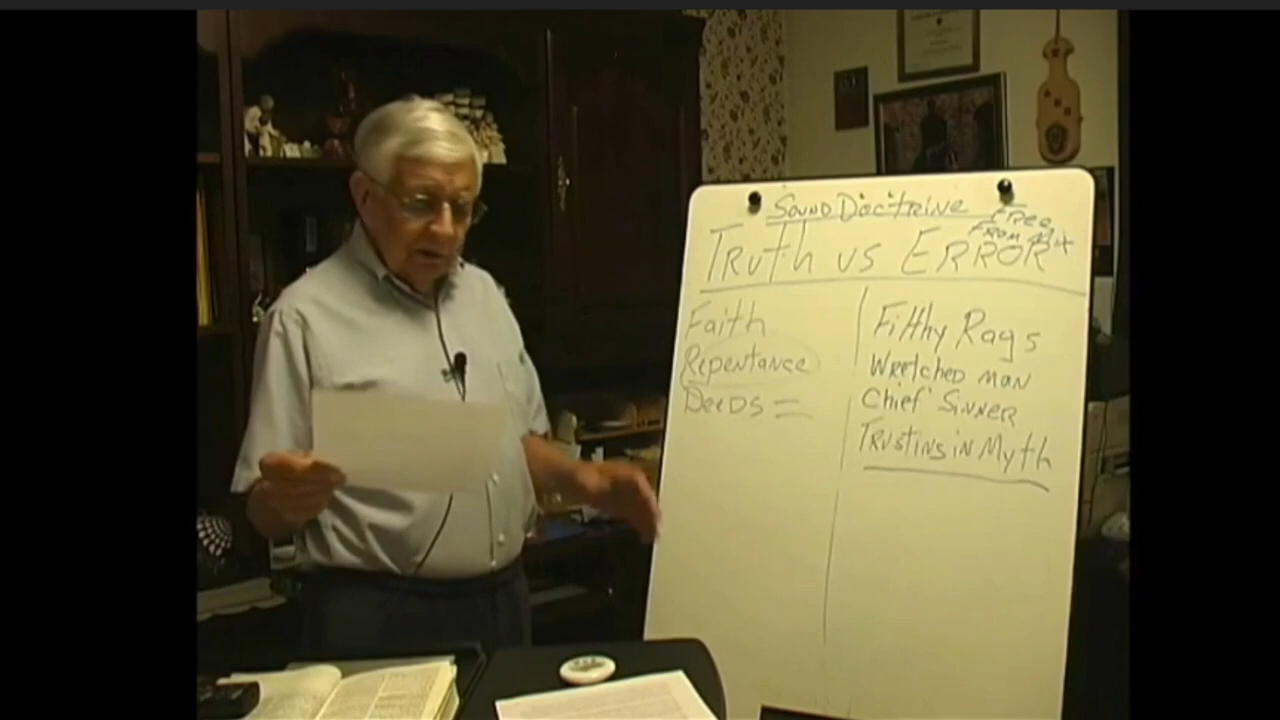 Sound Doctrine
Free
From
Truth vs Error
Faith
Repentance
Deeds =
Filthy Rags
Wretched man
Chief Sinner
Trusting in Myth